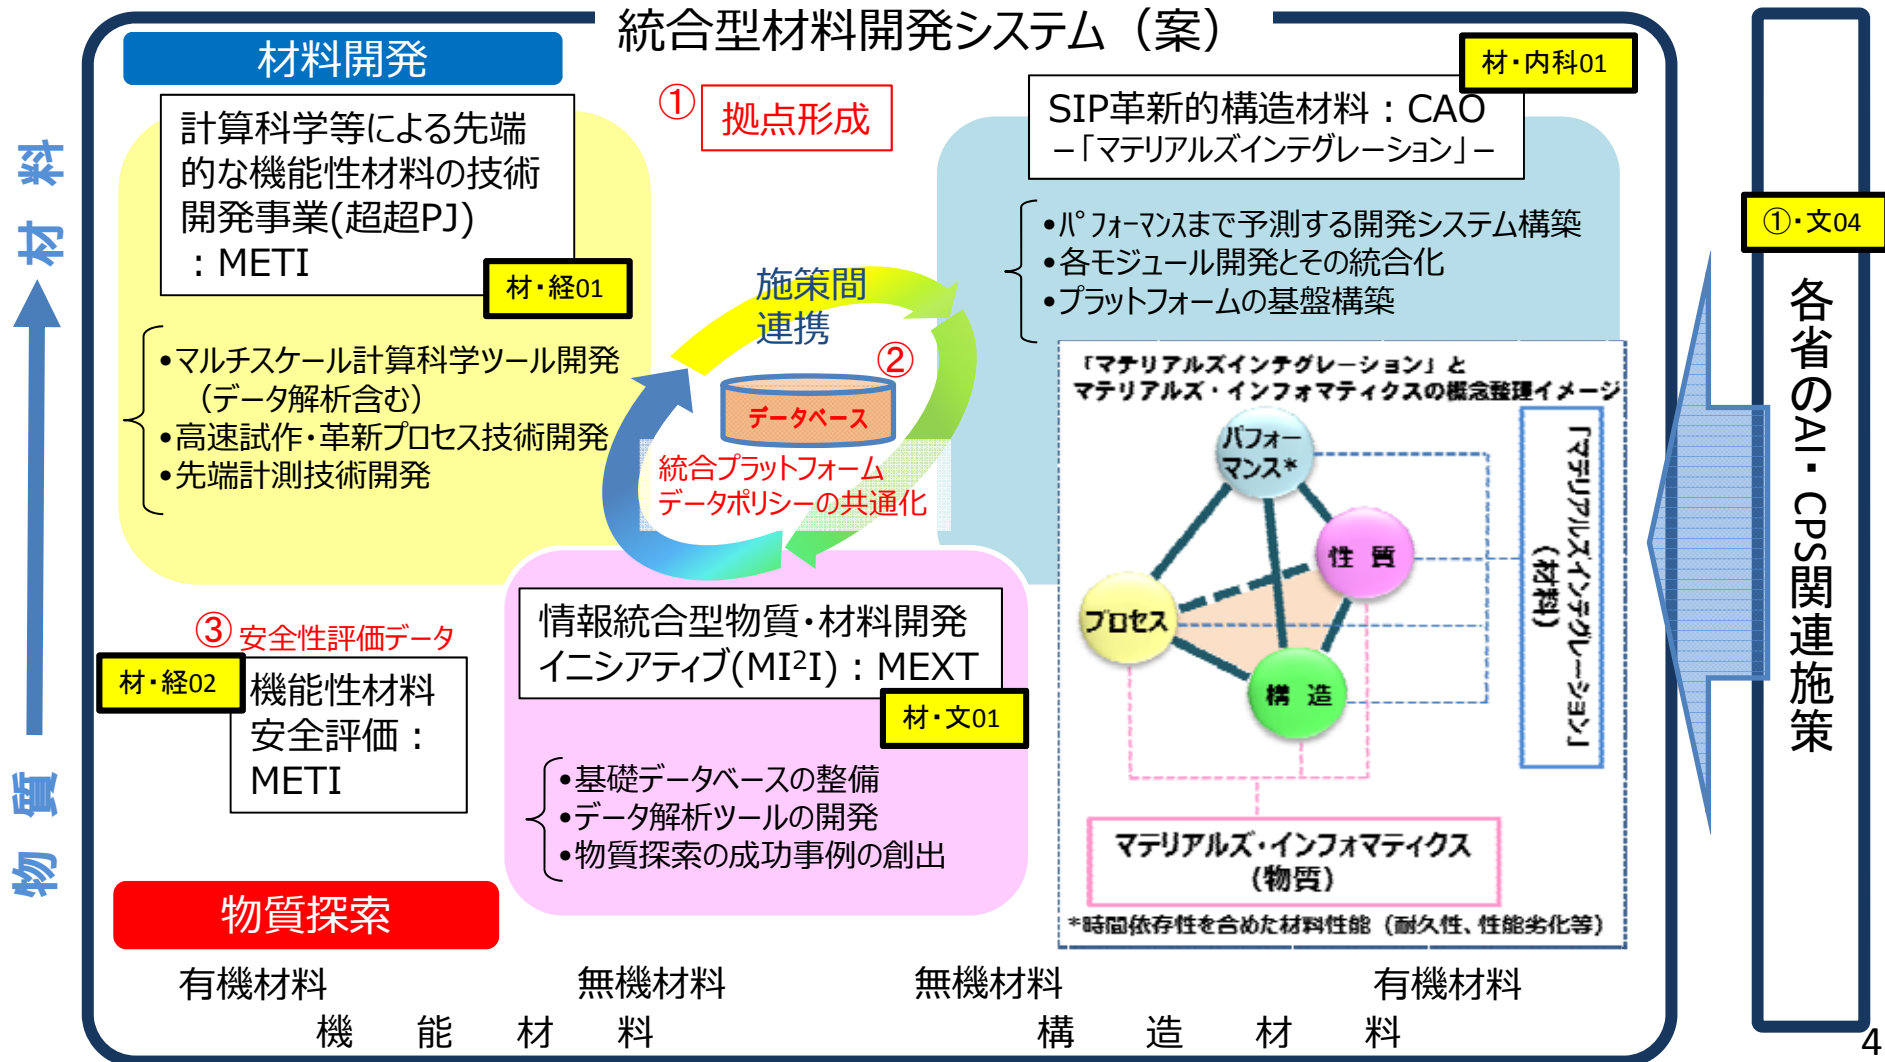 統合型材料開発システム（案）
材料開発
計算科学等による先端
的な機能性材料の技術
開発事業(超超PJ)
：METI
材・経01
•マルチスケール計算科学ツール開発
（データ解析含む）
•高速試作・革新プロセス技術開発
•先端計測技術開発
① 拠点形成
材・内科01
SIP革新的構造材料：CAO
－「マテリアルズインテグレーション」－
•パフォーマンスまで予測する開発システム構築
•各モジュール開発とその統合化
•プラットフォームの基盤構築
施策間
連携
②
データベース
統合プラットフォーム
データポリシーの共通化
「マテリアルズインテグレーション」と
マテリアルズ・インフォマティクスの概念整理イメージ
パフォー
マンス*
性 質
プロセス
構 造
「マテリアルズインテグレーション」
（材料）
マテリアルズ・インフォマティクス
（物質）
*時間依存性を含めた材料性能（耐久性、性能劣化等）
③ 安全性評価データ
材・経02
機能性材料
安全評価：
METI
情報統合型物質・材料開発
イニシアティブ(MI²I)：MEXT
材・文01
•基礎データベースの整備
•データ解析ツールの開発
•物質探索の成功事例の創出
物質探索
材 料
物 質
有機材料 無機材料 無機材料 有機材料
機 能 材 料 構 造 材 料
①・文04
各省のAI・CPS関連施策
4